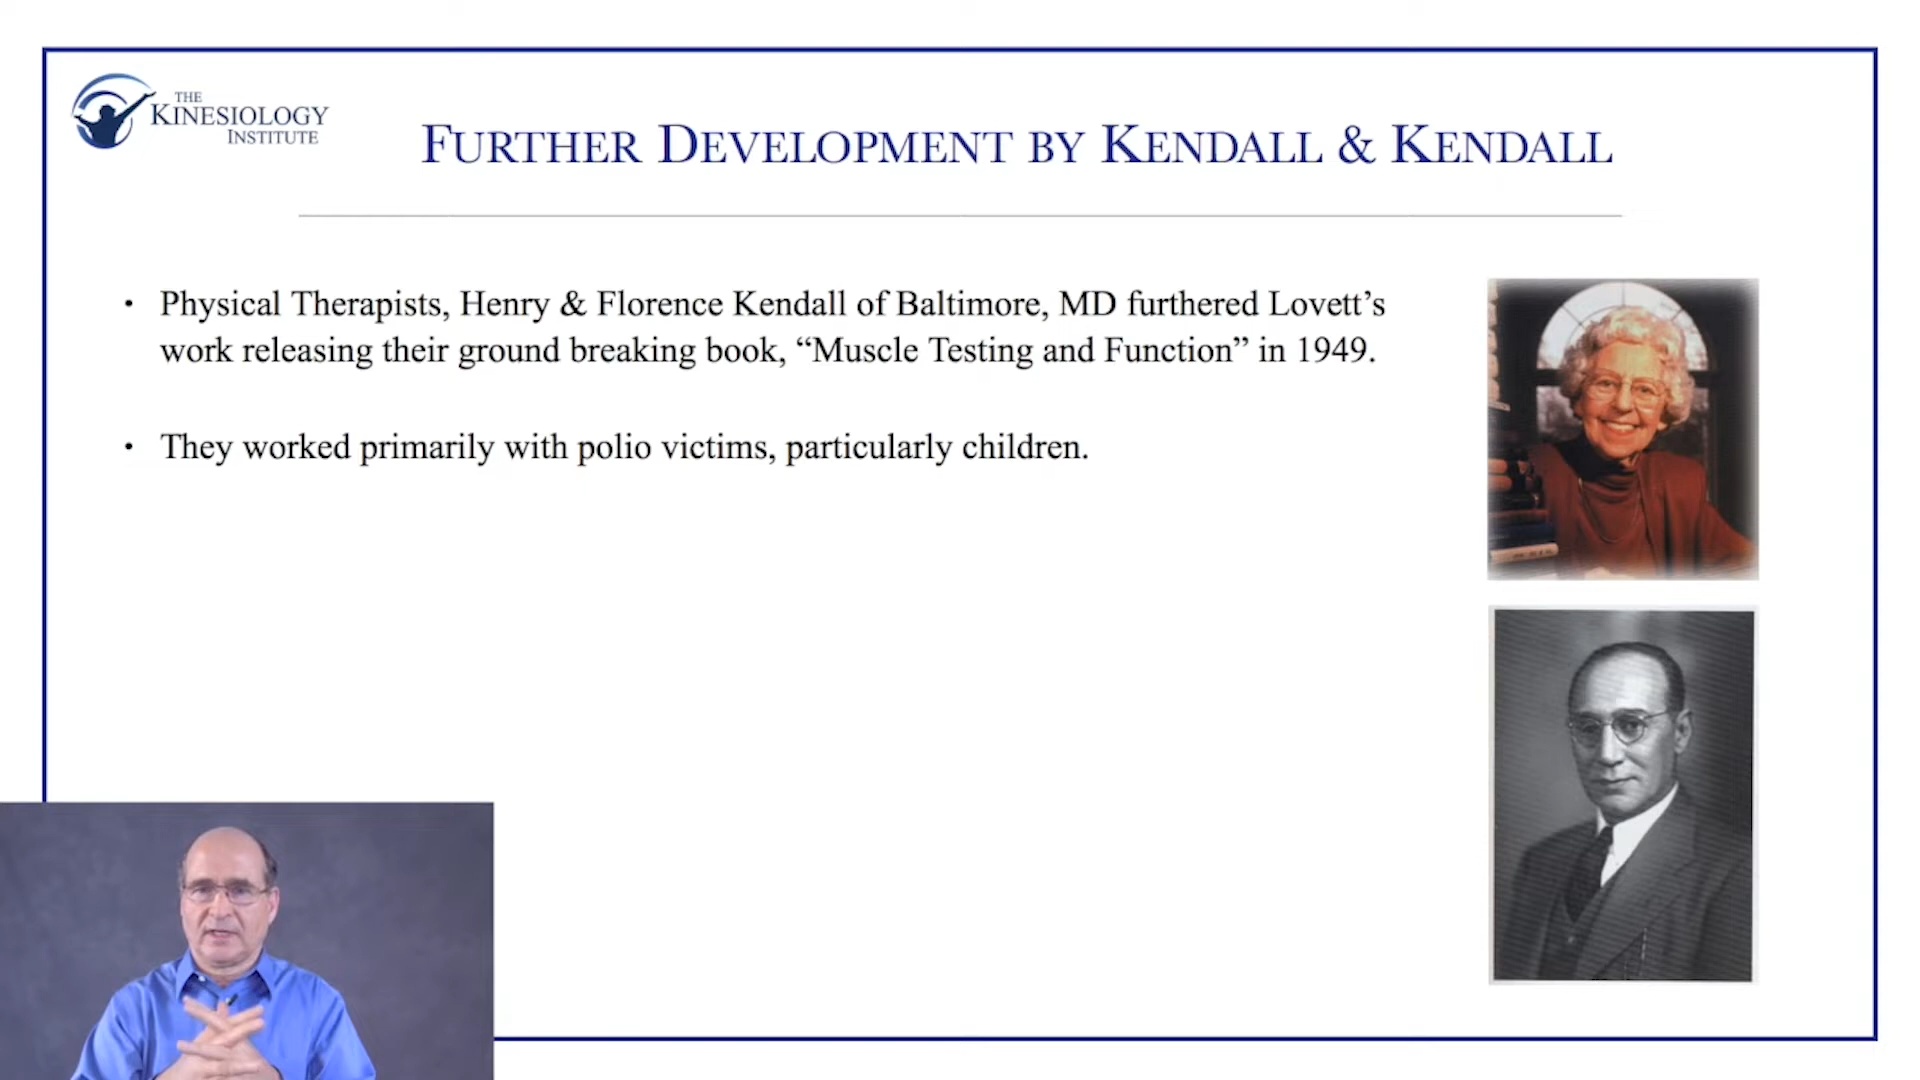 THE
KINESIOLOGY
INSTITUTE
FURTHER DEVELOPMENT BY KENDALL & KENDALL
• Physical Therapists, Henry & Florence Kendall of Baltimore, MD furthered Lovett’s
work releasing their ground breaking book, “Muscle Testing and Function” in 1949.
• They worked primarily with polio victims, particularly children.